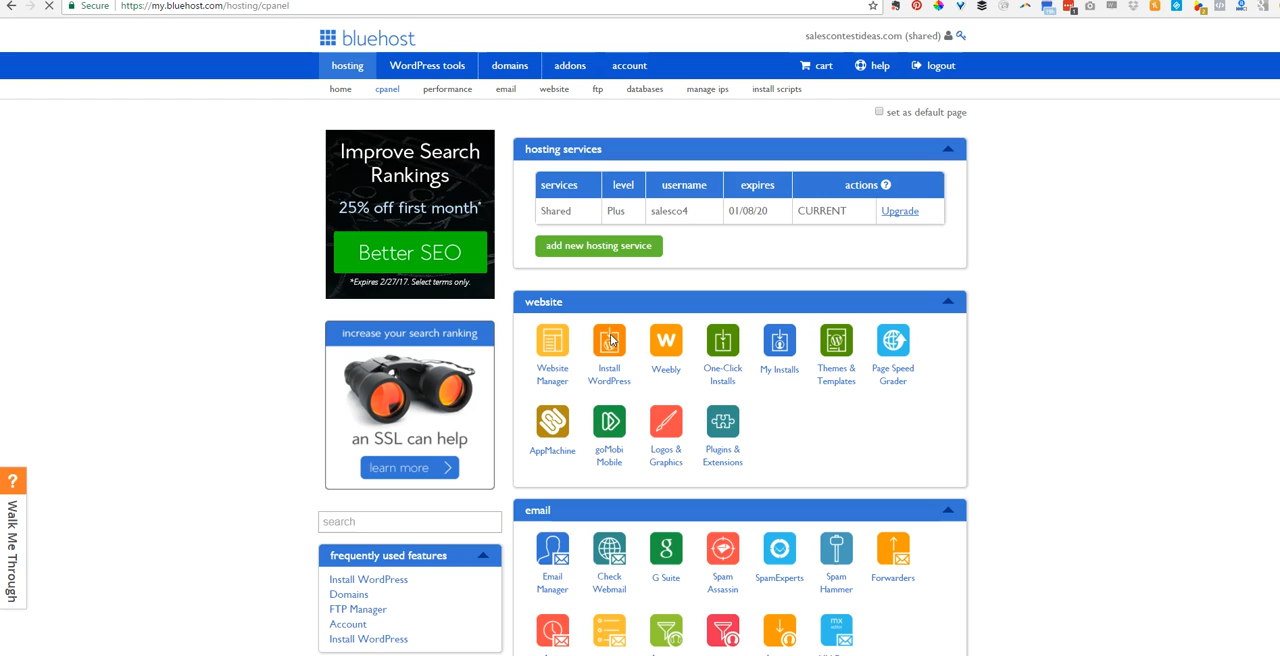 Secure https://my.bluehost.com/hosting/cpanel
bluehost
salescontestideas.com (shared)
hosting WordPress tools domains addons account cart help logout
home cpanel performance email website ftp databases manage ips install scripts
set as default page
Improve Search
Rankings
25% off first month*
Better SEO
*Expires 2/27/17. Select terms only.
hosting services
services level username expires actions ?
Shared Plus salesco4 01/08/20 CURRENT Upgrade
add new hosting service
website
Website
Manager
Install
WordPress
W
Weebly
One-Click
Installs
My Installs
Themes &
Templates
Page Speed
Grader
AppMachine
goMobi
Mobile
Logos &
Graphics
Plugins &
Extensions
increase your search ranking
an SSL can help
learn more
?
Walk Me Through
search
frequently used features
Install WordPress
Domains
FTP Manager
Account
Install WordPress
email
Email
Manager
Check
Webmail
g
G Suite
Spam
Assassin
SpamExperts
Spam
Hammer
Forwarders
mx